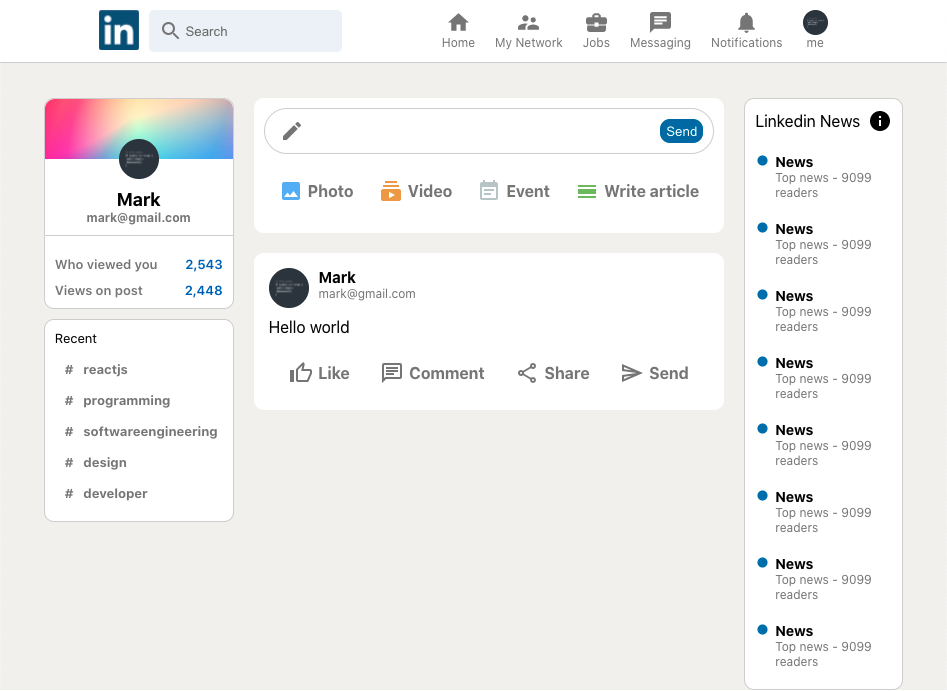 in
Search
Home
My Network
Jobs
Messaging
Notifications
me
Mark
mark@gmail.com
Who viewed you 2,543
Views on post 2,448
Recent
# reactjs
# programming
# softwareengineering
# design
# developer
Send
Photo
Video
Event
Write article
Mark
mark@gmail.com
Hello world
Like
Comment
Share
Send
Linkedin News
News
Top news - 9099
readers
News
Top news - 9099
readers
News
Top news - 9099
readers
News
Top news - 9099
readers
News
Top news - 9099
readers
News
Top news - 9099
readers
News
Top news - 9099
readers
News
Top news - 9099
readers